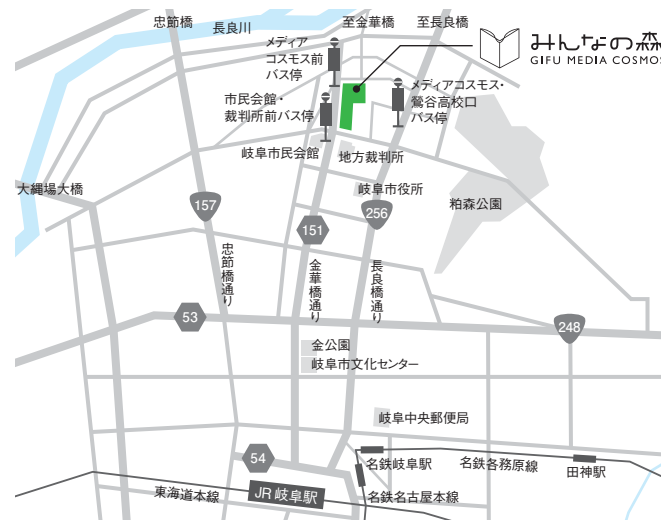 忠節橋
長良川
至金華橋
至長良橋
みんなの森
GIFU MEDIA COSMOS
メディア
コスモス前
バス停
メディアコスモス・
鶯谷高校口
バス停
市民会館・
裁判所前バス停
岐阜市民会館
地方裁判所
大縄場大橋
岐阜市役所
粕森公園
157
256
151
忠節橋通り
金華橋通り
長良橋通り
53
248
金公園
岐阜市文化センター
岐阜中央郵便局
54
名鉄岐阜駅
名鉄各務原線
田神駅
東海道本線
JR岐阜駅
名鉄名古屋本線